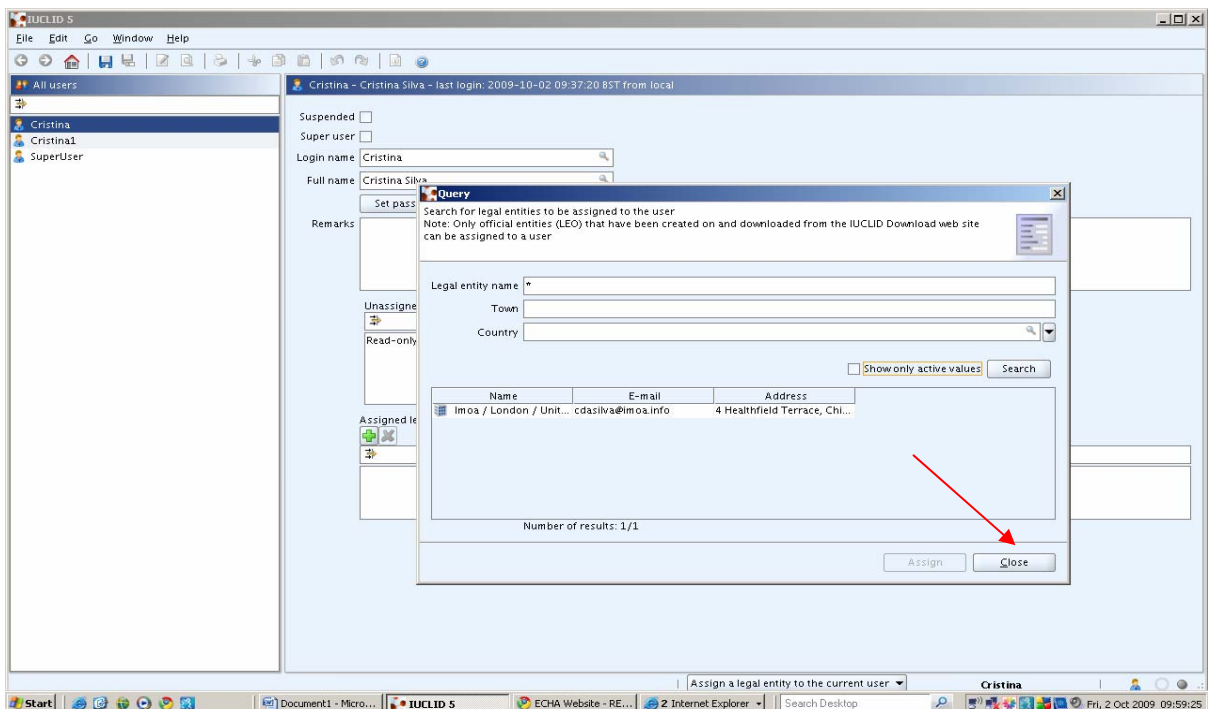 IUCLID 5
File Edit Go Window Help
All users
Cristina - Cristina Silva - last login: 2009-10-02 09:37:20 BST from local
Cristina
Cristina1
SuperUser
Suspended
Super user
Login name Cristina
Full name Cristina Silva
Set pass
Remarks
Unassigne
Read-only
Assigned le
Query
Search for legal entities to be assigned to the user
Note: Only official entities (LEO) that have been created on and downloaded from the IUCLID Download web site
can be assigned to a user
Legal entity name *
Town
Country
Show only active values Search
Name E-mail Address
Imoa / London / Unit... cdasilva@imoa.info 4 Healthfield Terrace, Chi...
Number of results: 1/1
Assign Close
Assign a legal entity to the current user Cristina
Start Document1 - Micro... IUCLID 5 ECHA Website - RE... 2 Internet Explorer Search Desktop Fri, 2 Oct 2009 09:59:25